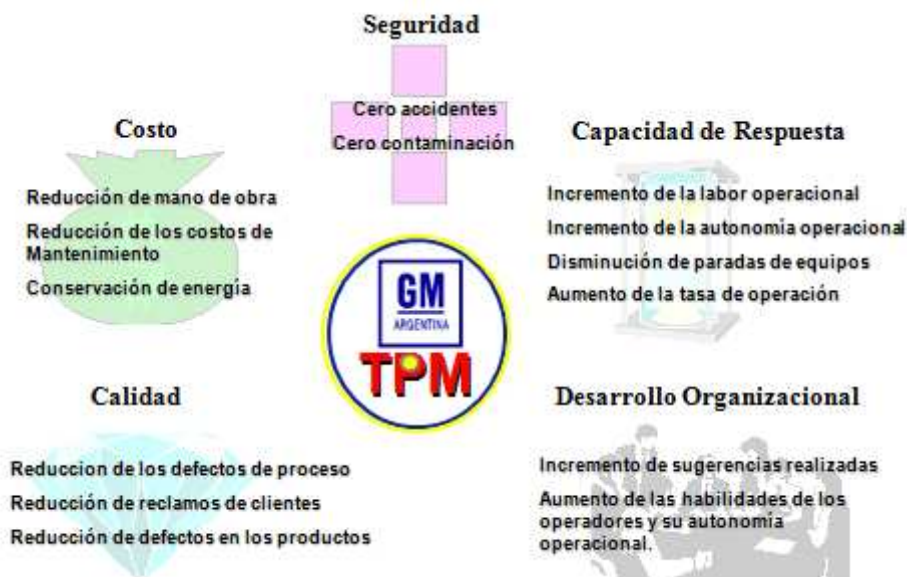 Seguridad
Cero accidentes
Cero contaminación
Costo
Reducción de mano de obra
Reducción de los costos de
Mantenimiento
Conservación de energía
Capacidad de Respuesta
Incremento de la labor operacional
Incremento de la autonomía operacional
Disminución de paradas de equipos
Aumento de la tasa de operación
GM
ARGENTINA
TPM
Calidad
Reduccion de los defectos de proceso
Reducción de reclamos de clientes
Reducción de defectos en los productos
Desarrollo Organizacional
Incremento de sugerencias realizadas
Aumento de las habilidades de los
operadores y su autonomía
operacional.